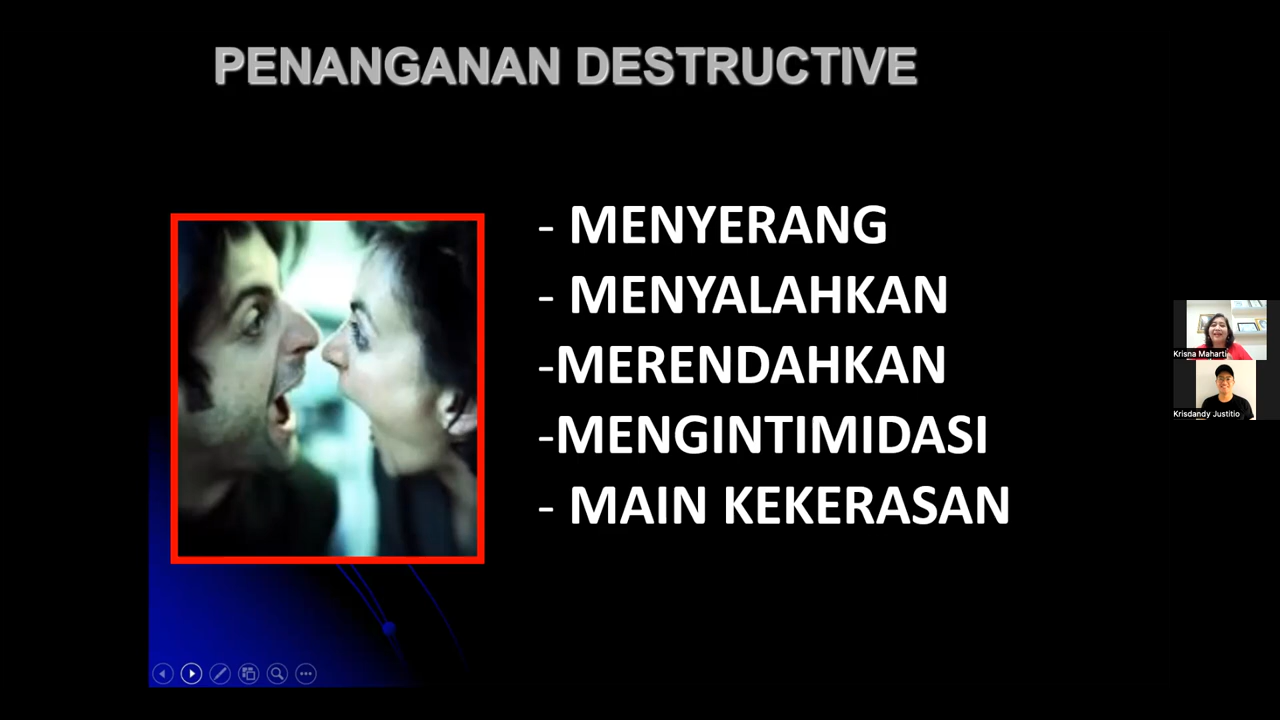 PENANGANAN DESTRUCTIVE
- MENYERANG
- MENYALAHKAN
-MERENDAHKAN
-MENGINTIMIDASI
- MAIN KEKERASAN
Krisna Maharti
Krisdandy Justitio